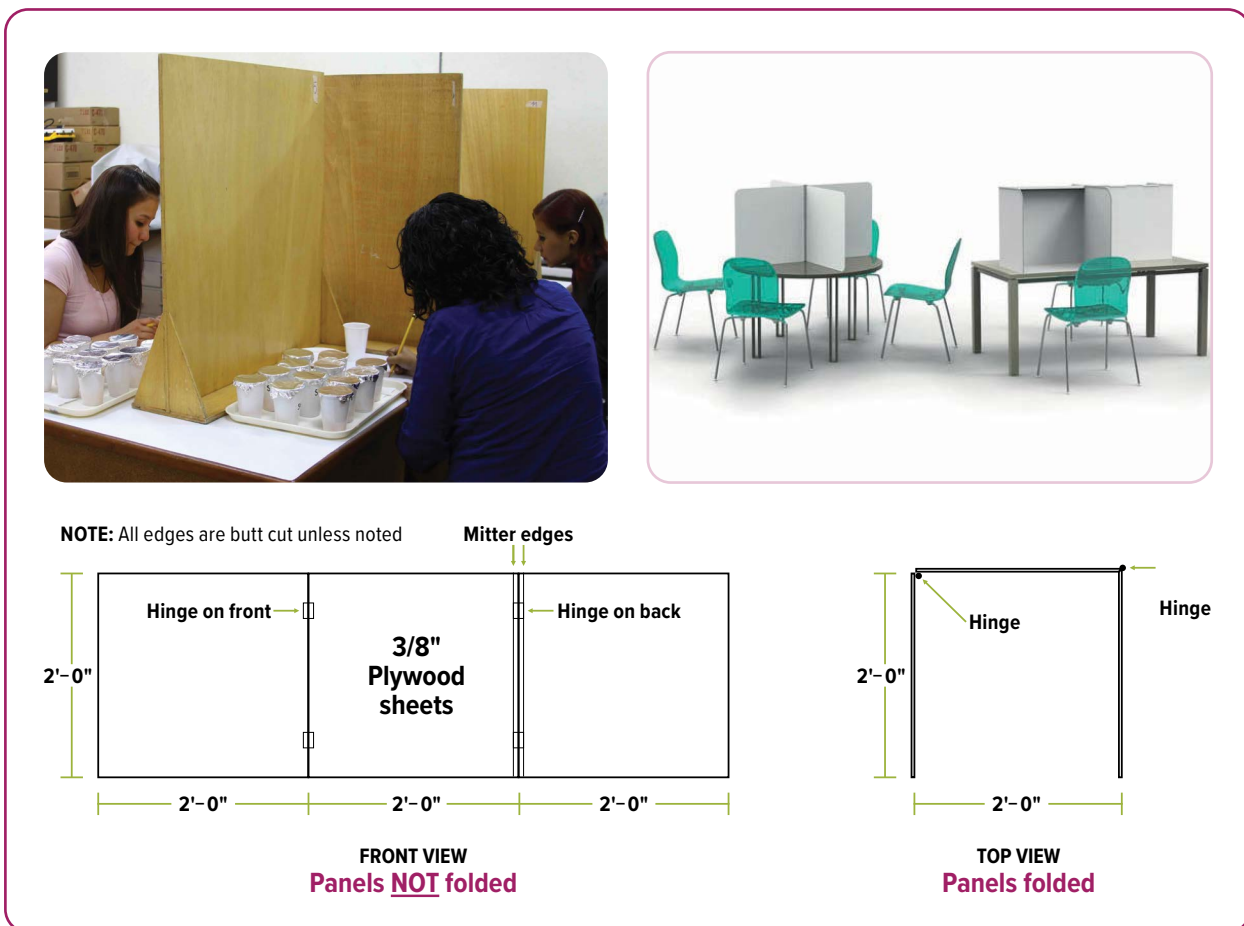 NOTE: All edges are butt cut unless noted
Mitter edges
Hinge on front
Hinge on back
3/8"
Plywood
sheets
2'–0"
2'–0"
2'–0"
2'–0"
FRONT VIEW
Panels NOT folded
Hinge
Hinge
2'–0"
2'–0"
TOP VIEW
Panels folded